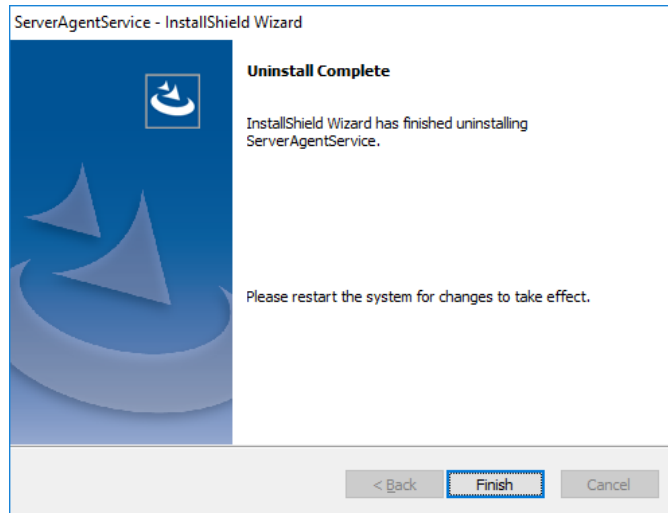 ServerAgentService - InstallShield Wizard
Uninstall Complete
InstallShield Wizard has finished uninstalling
ServerAgentService.
Please restart the system for changes to take effect.
< Back
Finish
Cancel